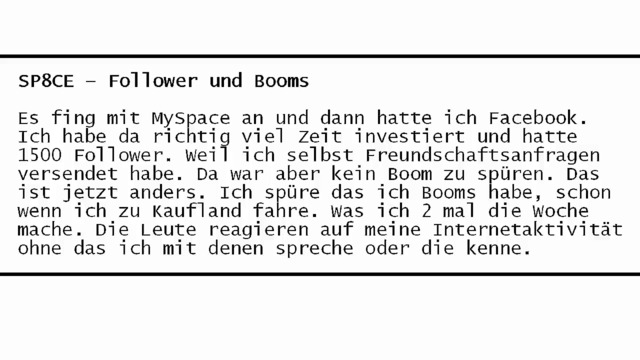 SP8CE – Follower und Booms
Es fing mit MySpace an und dann hatte ich Facebook.
Ich habe da richtig viel Zeit investiert und hatte
1500 Follower. Weil ich selbst Freundschaftsanfragen
versendet habe. Da war aber kein Boom zu spüren. Das
ist jetzt anders. Ich spüre das ich Booms habe, schon
wenn ich zu Kaufland fahre. Was ich 2 mal die Woche
mache. Die Leute reagieren auf meine Internetaktivität
ohne das ich mit denen spreche oder die kenne.